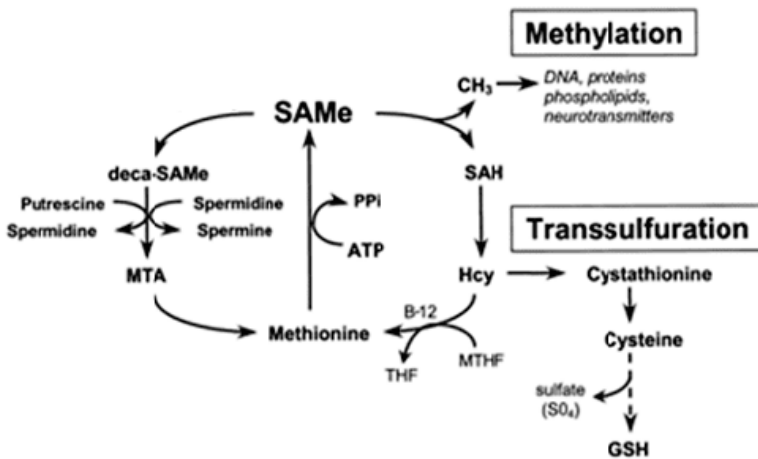 Methylation
CH₃
DNA, proteins
phospholipids,
neurotransmitters
SAMe
deca-SAMe
SAH
Putrescine
Spermidine
PPi
Spermidine
Spermine
ATP
Transsulfuration
MTA
Hcy
Cystathionine
B-12
Methionine
Cysteine
THF
MTHF
sulfate
(S0₄)
GSH